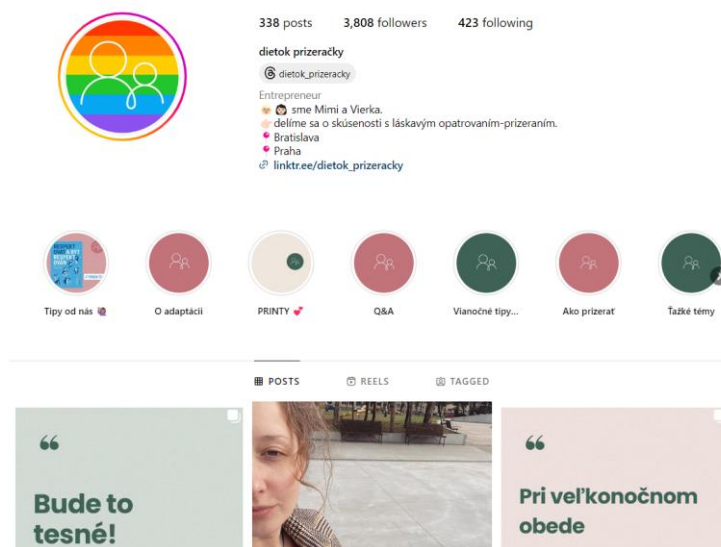 338 posts 3,808 followers 423 following
dietok prizeračky
dietok_prizeracky
Entrepreneur
sme Mimi a Vierka.
delíme sa o skúsenosti s láskavým opatrovaním-prizeraním.
Bratislava
Praha
linktr.ee/dietok_prizeracky
Tipy od nás O adaptácii PRINTY Q&A Vianočné tipy... Ako prizerať Ťažké témy
POSTS REELS TAGGED
Bude to
tesné!
Pri veľkonočnom
obede